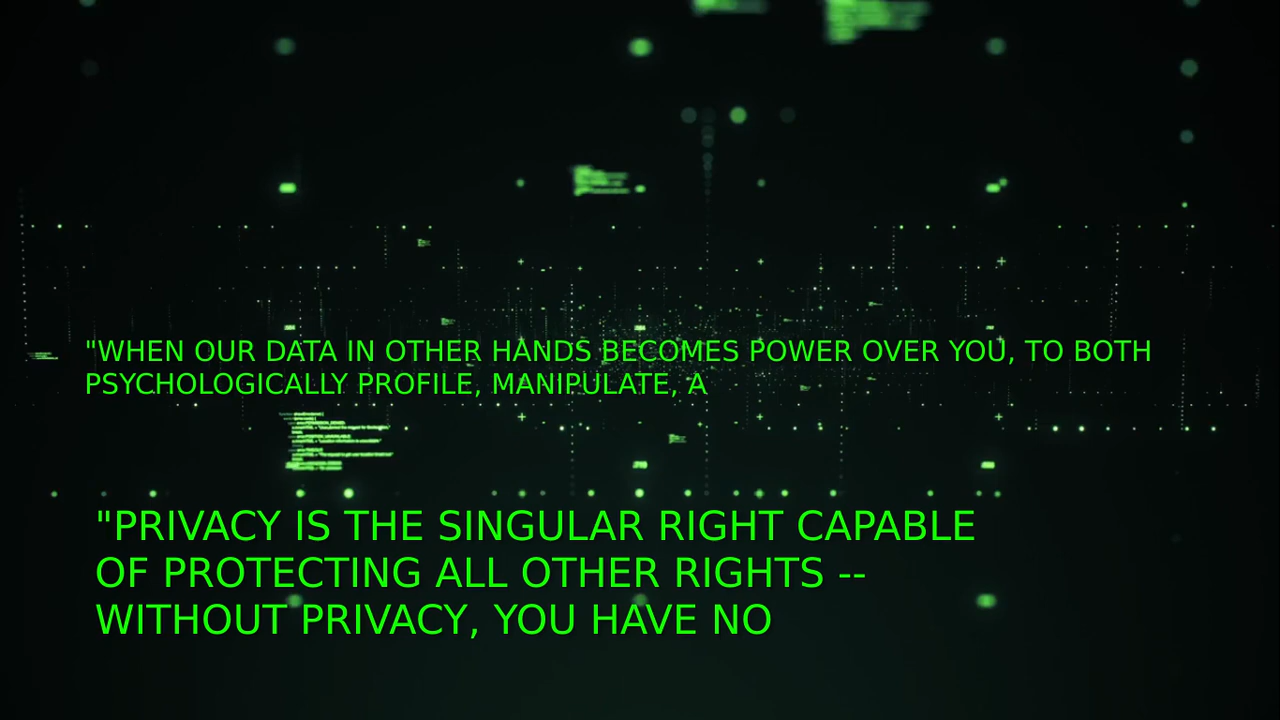 "WHEN OUR DATA IN OTHER HANDS BECOMES POWER OVER YOU, TO BOTH
PSYCHOLOGICALLY PROFILE, MANIPULATE, A
"PRIVACY IS THE SINGULAR RIGHT CAPABLE
OF PROTECTING ALL OTHER RIGHTS --
WITHOUT PRIVACY, YOU HAVE NO